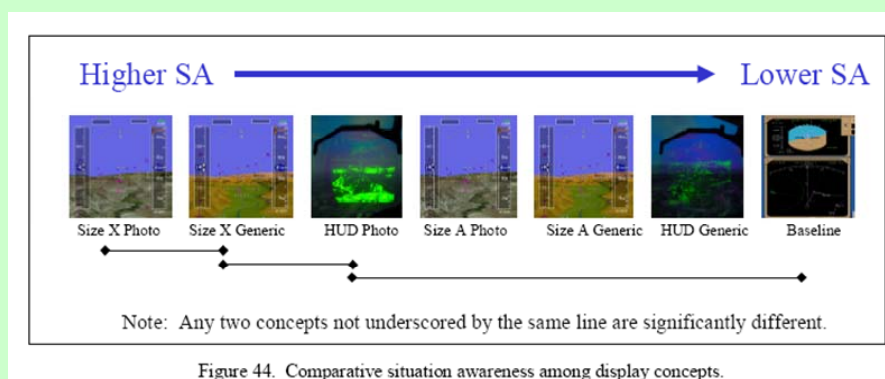 Higher SA Lower SA
Size X Photo Size X Generic HUD Photo Size A Photo Size A Generic HUD Generic Baseline
Note: Any two concepts not underscored by the same line are significantly different.
Figure 44. Comparative situation awareness among display concepts.